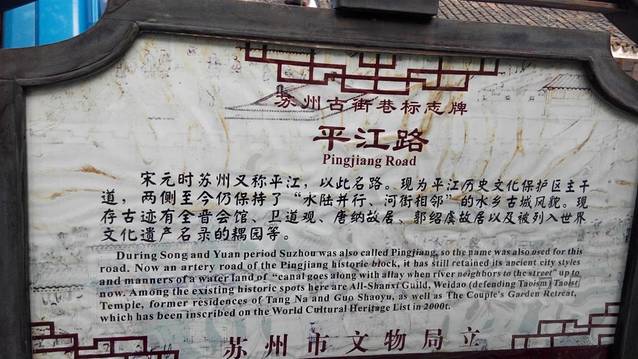 苏州古街巷标志牌
平江路
Pingjiang Road
宋元时苏州又称平江，以此名路。现为平江历史文化保护区主干
道，两侧至今仍保持了“水陆并行、河街相邻”的水乡古城风貌。现
存古迹有全晋会馆、卫道观、唐纳故居、郭绍虞故居以及被列入世界
文化遗产名录的耦园等。
During Song and Yuan period Suzhou was also called Pingjiang, so the name was also used for this
road. Now an artery road of the Pingjiang historic block, it has still retained its ancient city styles
and manners of a water land of "canal goes along with allay when river neighbors to the street" up to
now. Among the existing historic spots here are All-Shanxi Guild, Weidao (defending Taoism) Taoist
Temple, former residences of Tang Na and Guo Shaoyu, as well as The Couple's Garden Retreat,
which has been inscribed on the World Cultural Heritage List in
苏州市文物局立